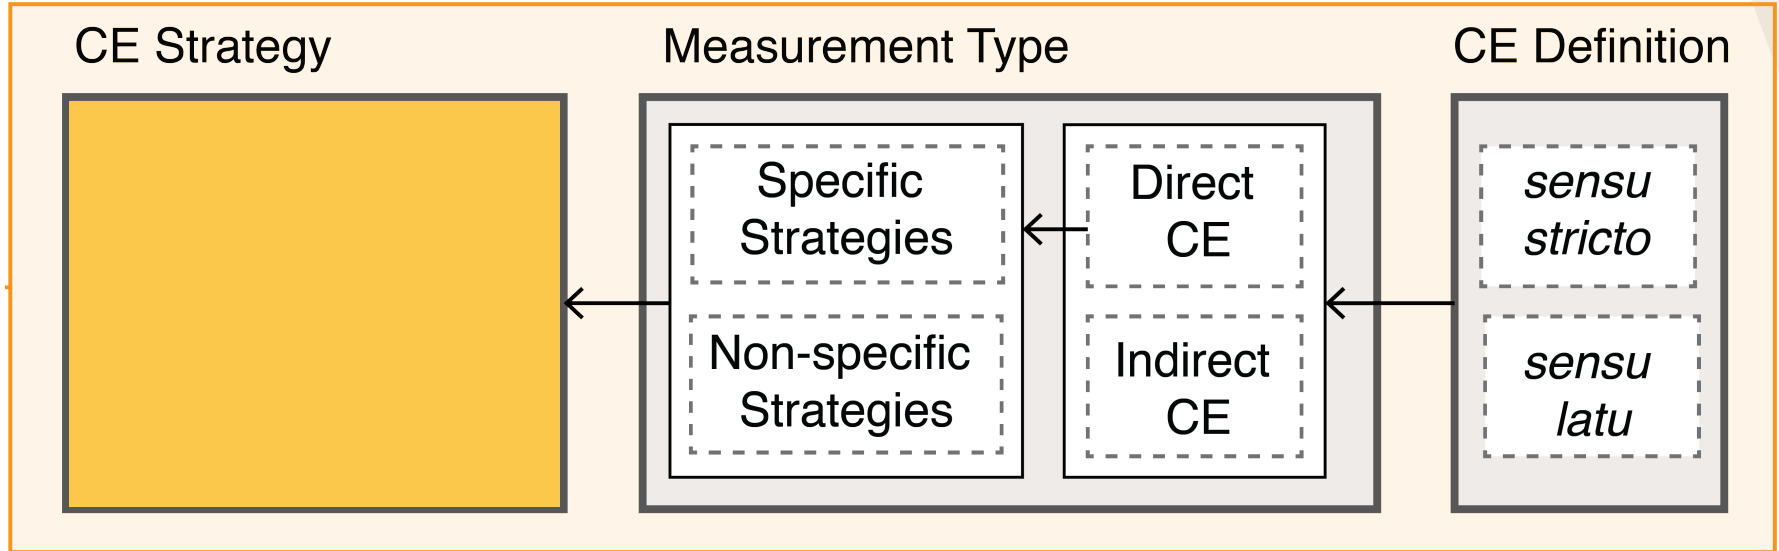 CE Strategy
Measurement Type
CE Definition
Specific
Strategies
Non-specific
Strategies
Direct
CE
Indirect
CE
sensu
stricto
sensu
latu